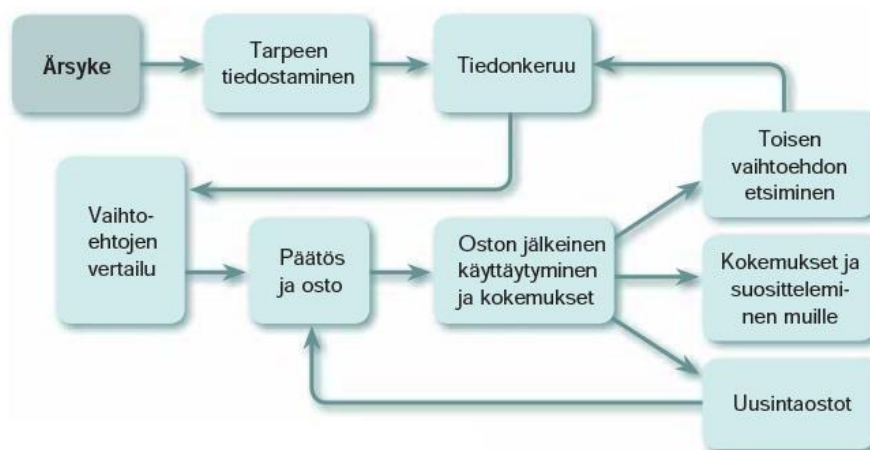 Ärsyke
Tarpeen
tiedostaminen
Tiedonkeruu
Toisen
vaihtoehdon
etsiminen
Vaihto-
ehtojen
vertailu
Päätös
ja osto
Oston jälkeinen
käyttäytyminen
ja kokemukset
Kokemukset ja
suosittelemi-
nen muille
Uusintaostot